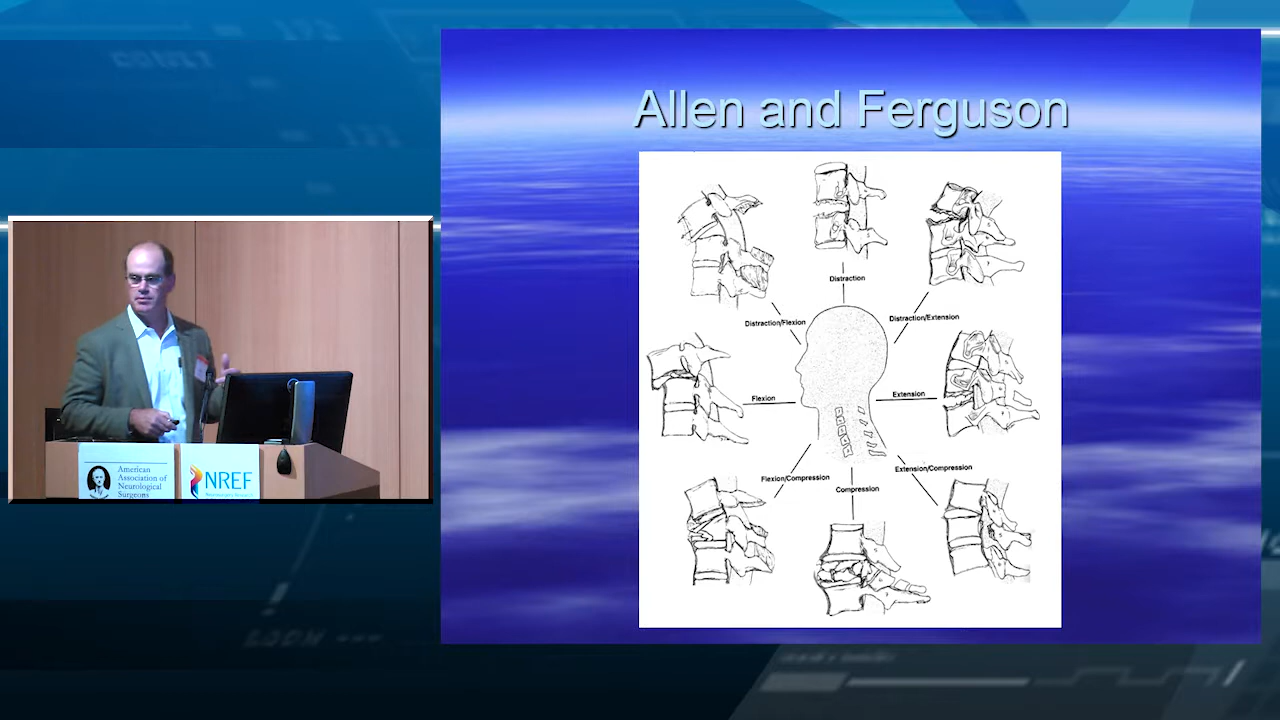 Allen and Ferguson
Distraction
Distraction/Flexion
Distraction/Extension
Flexion
Extension
Flexion/Compression
Compression
Extension/Compression
American
Association of
Neurological
Surgeons
NREF